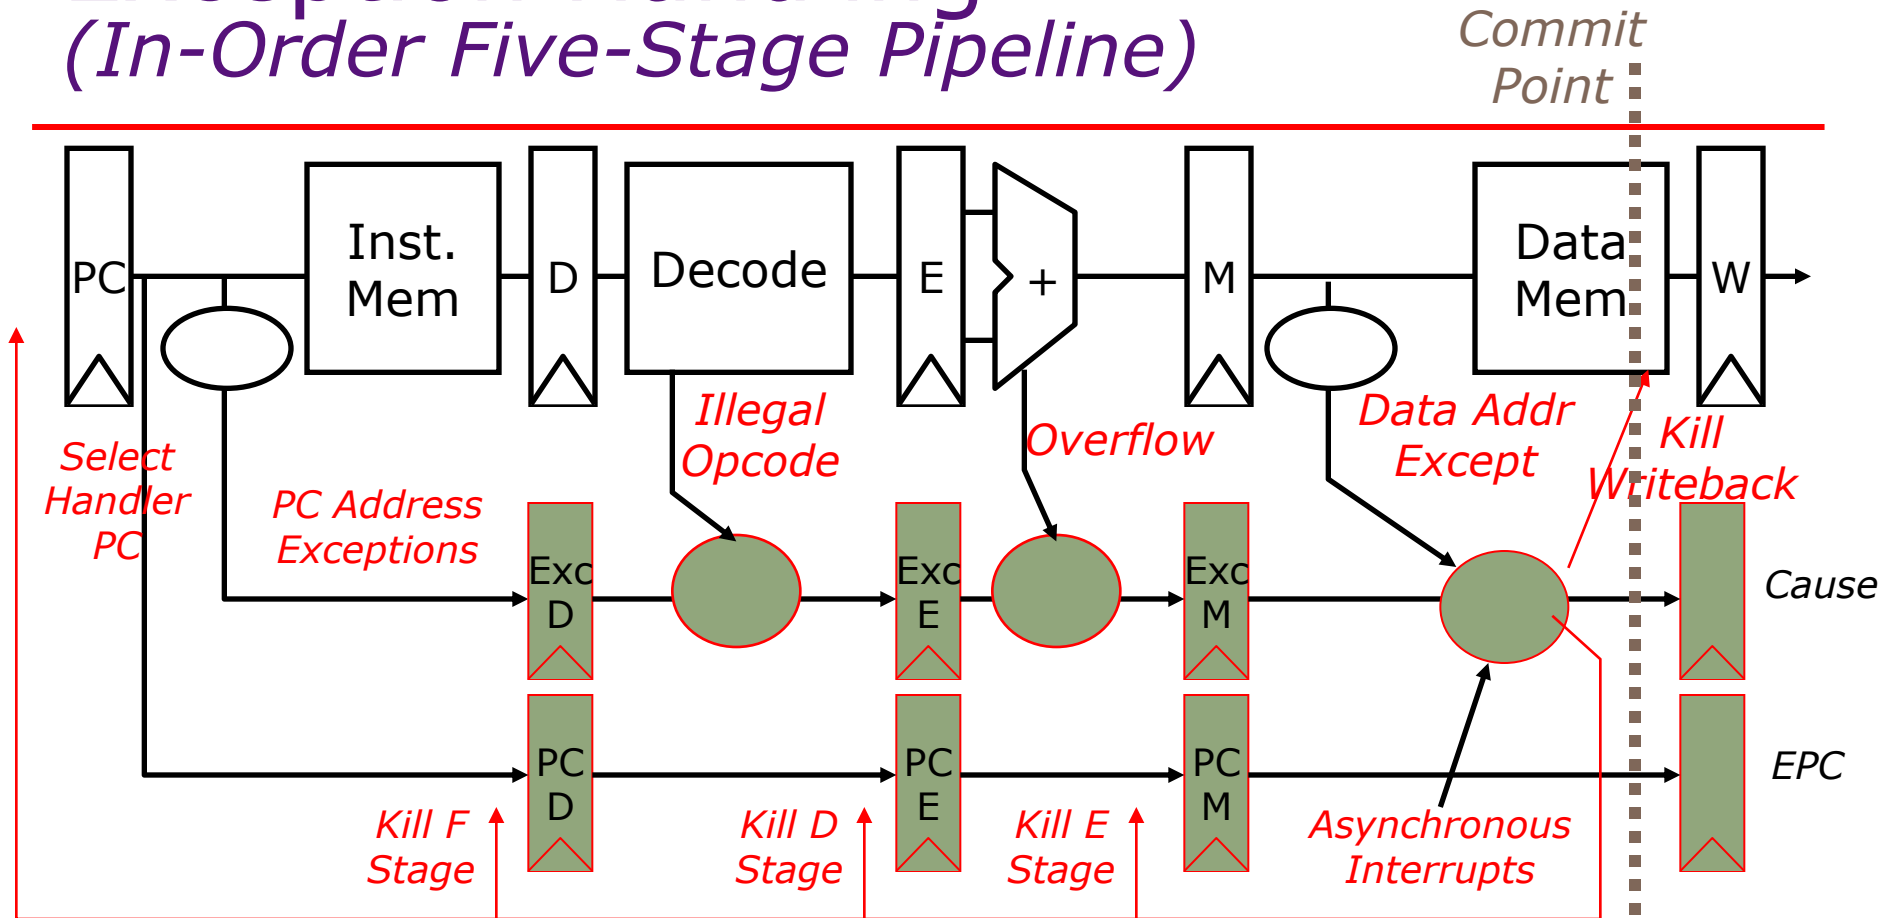 Exception Handling
(In-Order Five-Stage Pipeline)
Commit
Point
PC
Inst.
Mem
D
Decode
E
+
M
Data
Mem
W
Illegal
Opcode
Overflow
Data Addr
Except
Kill
Writeback
Select
Handler
PC
PC Address
Exceptions
Exc
D
Exc
E
Exc
M
Cause
PC
D
PC
E
PC
M
EPC
Kill F
Stage
Kill D
Stage
Kill E
Stage
Asynchronous
Interrupts